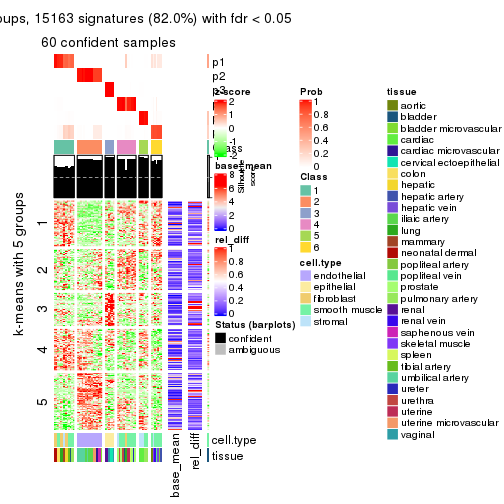 oups, 15163 signatures (82.0%) with fdr < 0.05
60 confident samples
p1
p2
p3
k-means with 5 groups
1
2
3
4
5
z-score
2
1
0
-1
-2
Class
Silhouette
score
base_mean
8
6
4
2
0
rel_diff
1
0.8
0.6
0.4
0.2
0
Status (barplots)
confident
ambiguous
cell.type
tissue
base_mean
rel_diff
Prob
1
0.8
0.6
0.4
0.2
0
Class
1
2
3
4
5
6
cell.type
endothelial
epithelial
fibroblast
smooth muscle
stromal
tissue
aortic
bladder
bladder microvascular
cardiac
cardiac microvascular
cervical ectoepithelial
colon
hepatic
hepatic artery
hepatic vein
iliac artery
lung
mammary
neonatal dermal
popliteal artery
popliteal vein
prostate
pulmonary artery
renal
renal vein
saphenous vein
skeletal muscle
spleen
tibial artery
umbilical artery
ureter
urethra
uterine
uterine microvascular
vaginal